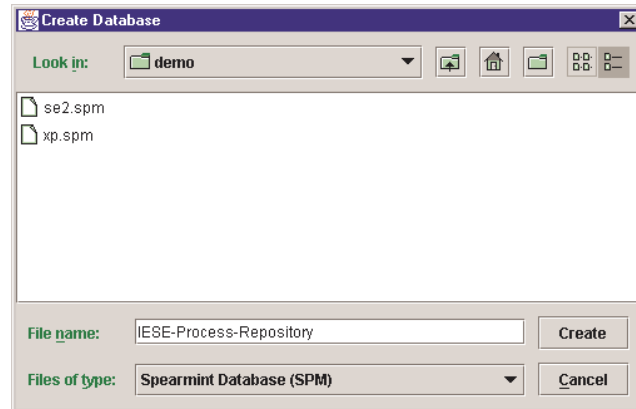 Create Database
Look in: demo
se2.spm
xp.spm
File name: IESE-Process-Repository Create
Files of type: Spearmint Database (SPM) Cancel